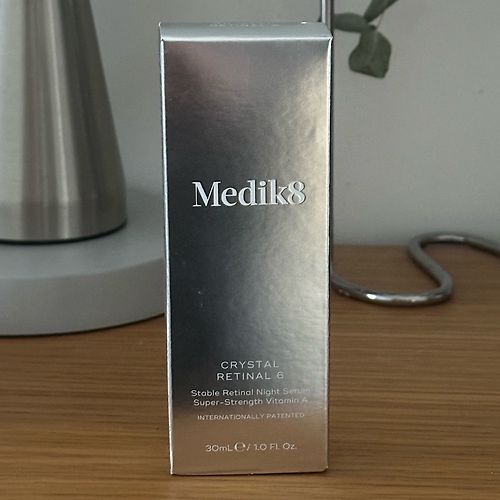 Medik8
CRYSTAL
RETINAL 6
Stable Retinal Night Serum
Super-Strength Vitamin A
INTERNATIONALLY PATENTED
30mL ℮ / 1.0 Fl. Oz.